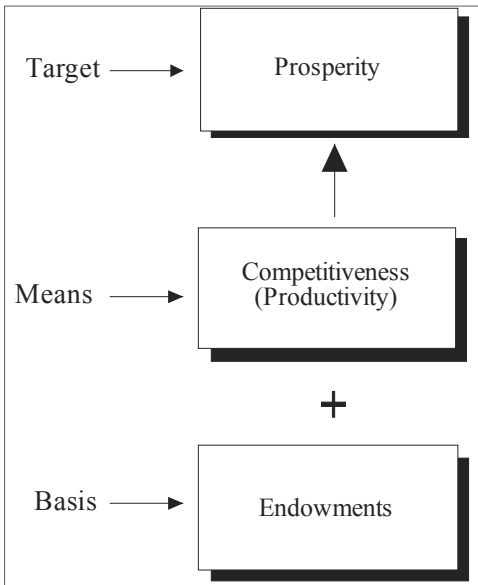 Target
Prosperity
Means
Competitiveness
(Productivity)
+
Basis
Endowments